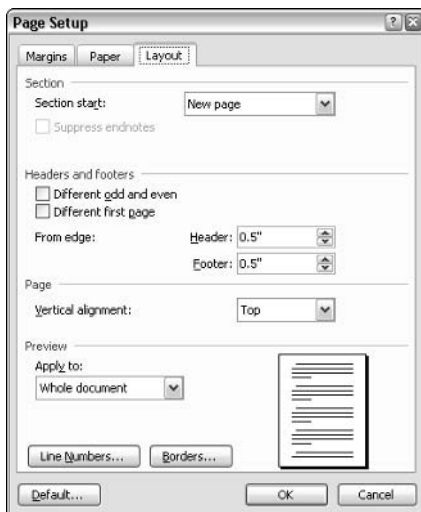 Page Setup
Margins Paper Layout
Section
Section start: New page
Suppress endnotes
Headers and footers
Different odd and even
Different first page
From edge: Header: 0.5"
Footer: 0.5"
Page
Vertical alignment: Top
Preview
Apply to:
Whole document
Line Numbers... Borders...
Default... OK Cancel